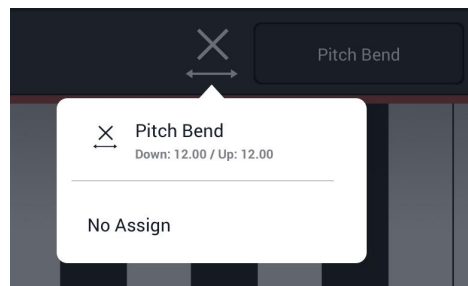 Pitch Bend
Pitch Bend
Down: 12.00 / Up: 12.00
No Assign